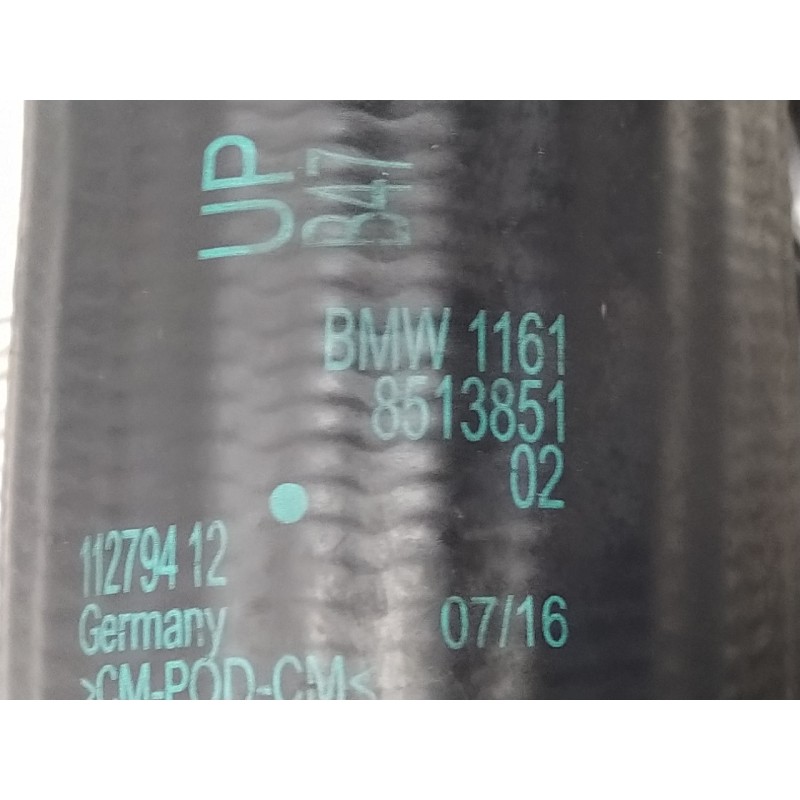 UP
B47
BMW 1161
8513851
02
112794 12
Germany
07/16
>CM-POD-CM<